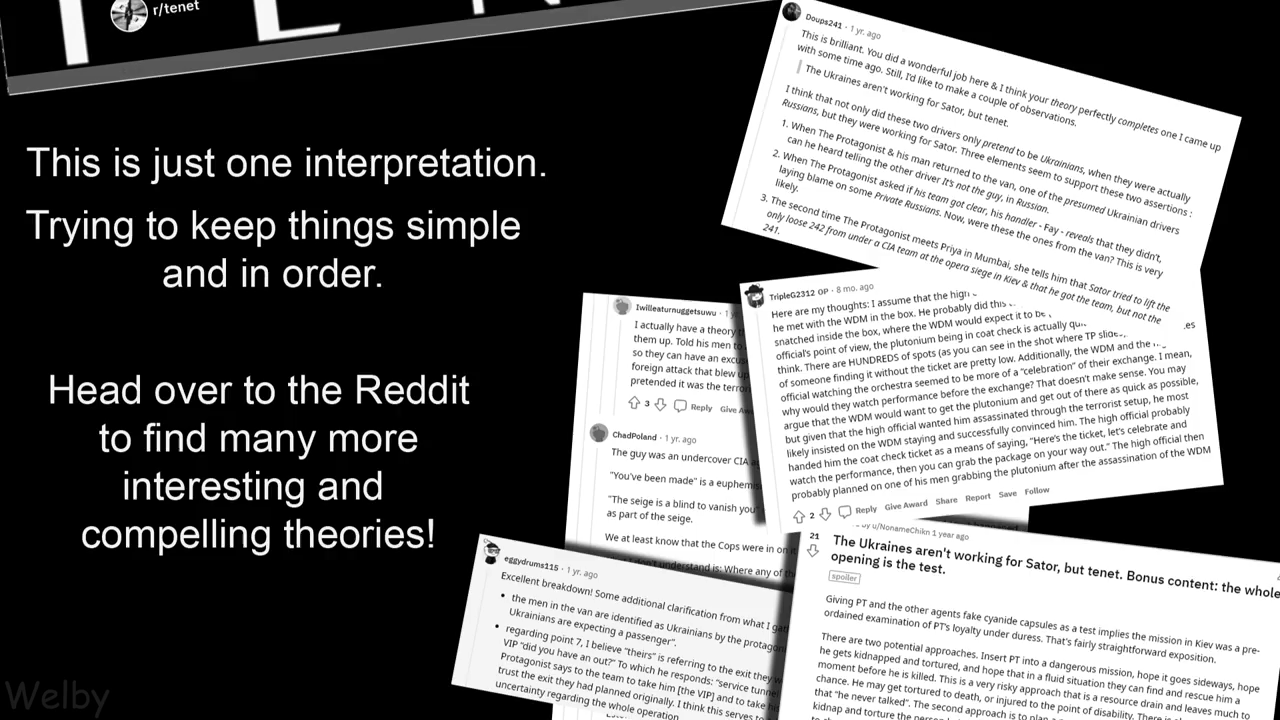 r/tenet
This is just one interpretation.
Trying to keep things simple
and in order.
Head over to the Reddit
to find many more
interesting and
compelling theories!
Welby
Doups241 · 1 yr. ago
This is brilliant. You did a wonderful job here & I think your theory perfectly completes one I came up
with some time ago. Still, I'd like to make a couple of observations.
The Ukraines aren't working for Sator, but tenet.
I think that not only did these two drivers only pretend to be Ukrainians, when they were actually
Russians, but they were working for Sator. Three elements seem to support these two assertions :
1. When The Protagonist & his man returned to the van, one of the presumed Ukrainian drivers
can he heard telling the other driver It's not the guy, in Russian.
2. When The Protagonist asked if his team got clear, his handler - Fay - reveals that they didn't,
laying blame on some Private Russians. Now, were these the ones from the van? This is very
likely.
3. The second time The Protagonist meets Priya in Mumbai, she tells him that Sator tried to lift the
only loose 242 from under a CIA team at the opera siege in Kiev & that he got the team, but not the
241.
TripleG2312 OP · 8 mo. ago
Here are my thoughts: I assume that the high
he met with the WDM in the box. He probably did this
snatched inside the box, where the WDM would expect it to be
official's point of view, the plutonium being in coat check is actually
think. There are HUNDREDS of spots (as you can see in the shot where TP
of someone finding it without the ticket are pretty low. Additionally, the WDM and the
official watching the orchestra seemed to be more of a "celebration" of their exchange. I mean,
why would they watch performance before the exchange? That doesn't make sense. You may
argue that the WDM would want to get the plutonium and get out of there as quick as possible,
but given that the high official wanted him assassinated through the terrorist setup, he most
likely insisted on the WDM staying and successfully convinced him. The high official probably
handed him the coat check ticket as a means of saying, "Here's the ticket, let's celebrate and
watch the performance, then you can grab the package on your way out." The high official then
probably planned on one of his men grabbing the plutonium after the assassination of the WDM
2 Reply Give Award Share Report Save Follow
Iwilleaturnuggetsuwu · 1 yr
I actually have a theory
them up. Told his men to
so they can have an excus
foreign attack that blew up
pretended it was the terro
3 Reply Give Aw
ChadPoland · 1 yr. ago
The guy was an undercover CIA
"You've been made" is a euphemis
"The seige is a blind to vanish you"
as part of the seige.
We at least know that the Cops were in on it
understand is: Where any of
eggydrums115 · 1 yr. ago
Excellent breakdown! Some additional clarification from what I
• the men in the van are identified as Ukrainians by the protagon
Ukrainians are expecting a passenger".
• regarding point 7, I believe "theirs" is referring to the exit they
VIP "did you have an out?" To which he responds: "service tunnel
Protagonist says to the team to take him [the VIP] and to take
trust the exit they had planned originally. I think this serves to
uncertainty regarding the whole operation.
21
by u/NonameChikn 1 year ago
The Ukraines aren't working for Sator, but tenet. Bonus content: the whole
opening is the test.
spoiler
Giving PT and the other agents fake cyanide capsules as a test implies the mission in Kiev was a pre-
ordained examination of PT's loyalty under duress. That's fairly straightforward exposition.
There are two potential approaches. Insert PT into a dangerous mission, hope it goes sideways, hope
he gets kidnapped and tortured, and hope that in a fluid situation they can find and rescue him a
moment before he is killed. This is a very risky approach that is a resource drain and leaves much to
chance. He may get tortured to death, or injured to the point of disability. There is
that "he never talked". The second approach is to plan
kidnap and torture the